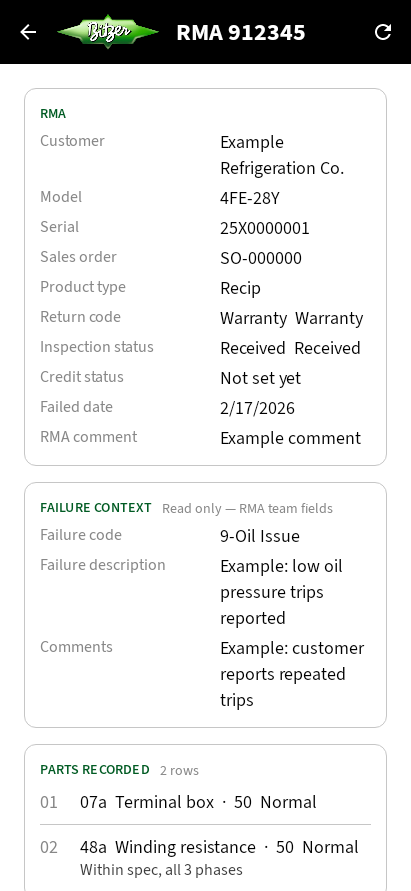 Bitzer RMA 912345
RMA
Customer Example
Refrigeration Co.
Model 4FE-28Y
Serial 25X0000001
Sales order SO-000000
Product type Recip
Return code Warranty Warranty
Inspection status Received Received
Credit status Not set yet
Failed date 2/17/2026
RMA comment Example comment
FAILURE CONTEXT Read only — RMA team fields
Failure code 9-Oil Issue
Failure description Example: low oil
pressure trips
reported
Comments Example: customer
reports repeated
trips
PARTS RECORDED 2 rows
01 07a Terminal box · 50 Normal
02 48a Winding resistance · 50 Normal
Within spec, all 3 phases